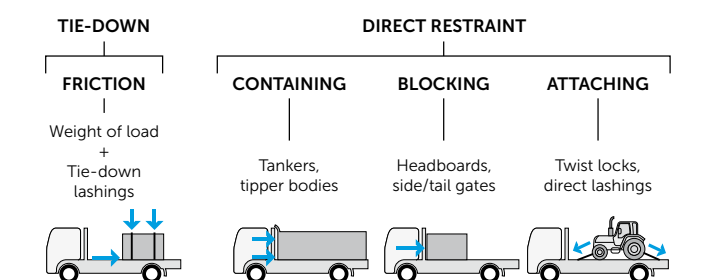 TIE-DOWN
DIRECT RESTRAINT
FRICTION
CONTAINING
BLOCKING
ATTACHING
Weight of load
+
Tie-down
lashings
Tankers,
tipper bodies
Headboards,
side/tail gates
Twist locks,
direct lashings